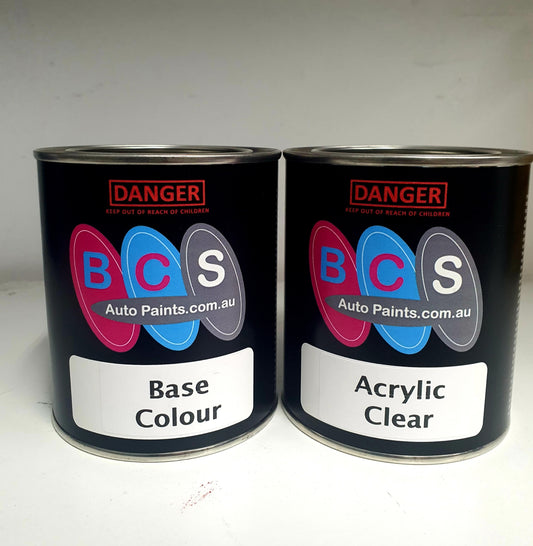 DANGER
KEEP OUT OF REACH OF CHILDREN
BCS
Auto Paints.com.au
Base
Colour
DANGER
KEEP OUT OF REACH OF CHILDREN
BCS
Auto Paints.com.au
Acrylic
Clear